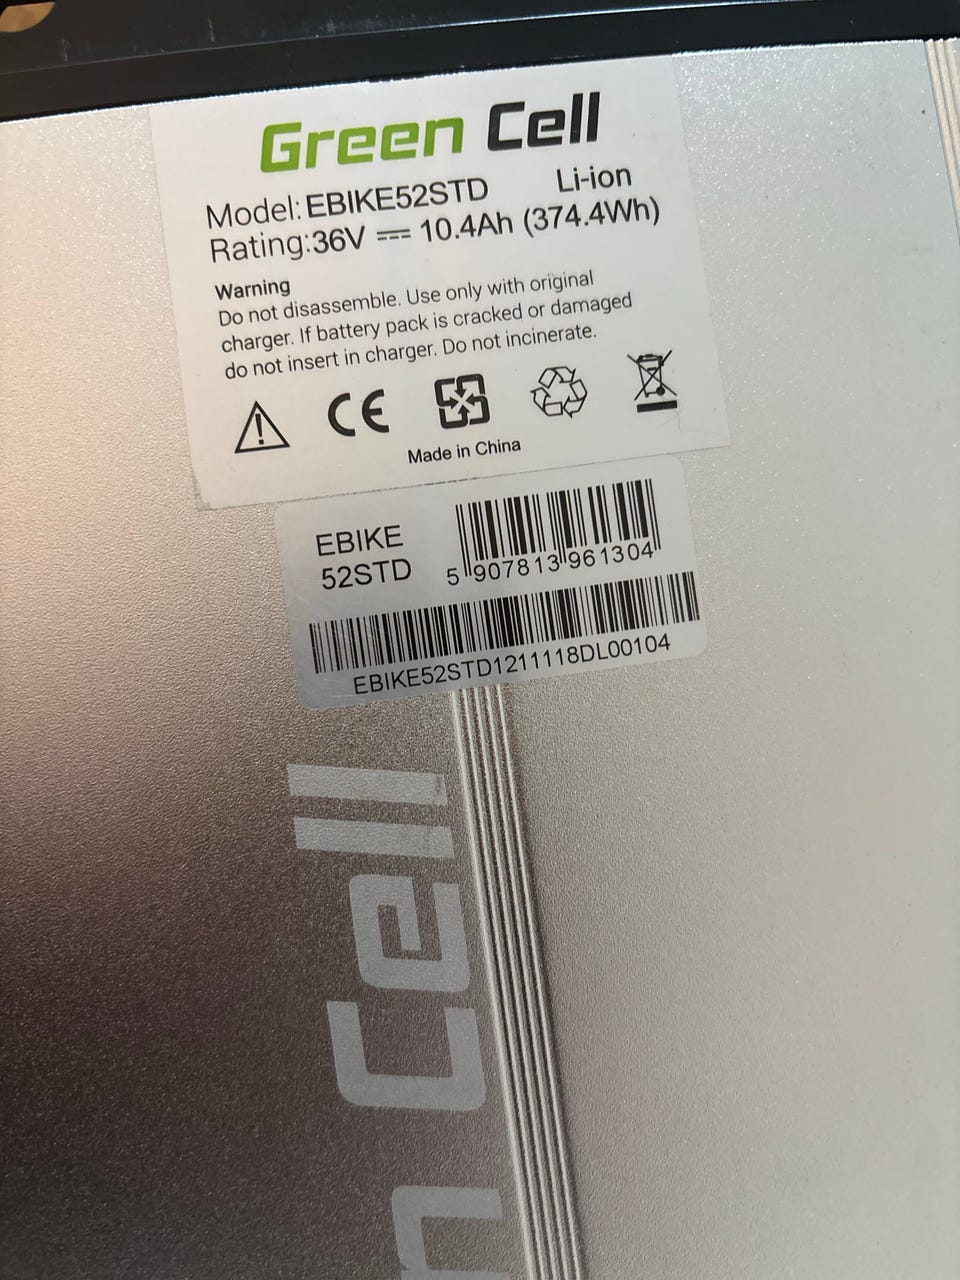 Green Cell
Model: EBIKE52STD Li-ion
Rating:36V ⎓ 10.4Ah (374.4Wh)
Warning
Do not disassemble. Use only with original
charger. If battery pack is cracked or damaged
do not insert in charger. Do not incinerate.
CE
Made in China
EBIKE
52STD
5 907813 961304
EBIKE52STD1211118DL00104
n Cell